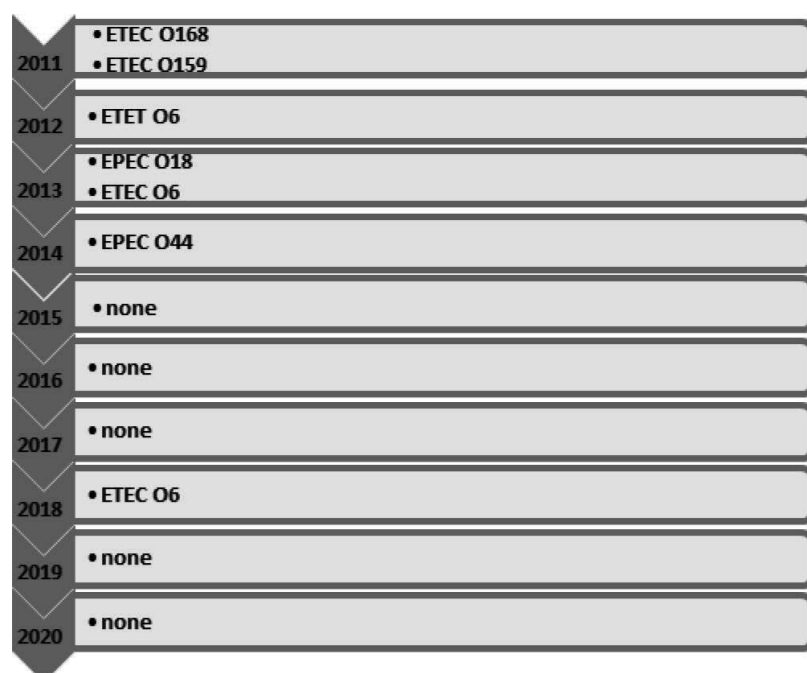 2011
• ETEC O168
• ETEC O159
2012
• ETET O6
2013
• EPEC O18
• ETEC O6
2014
• EPEC O44
2015
• none
2016
• none
2017
• none
2018
• ETEC O6
2019
• none
2020
• none